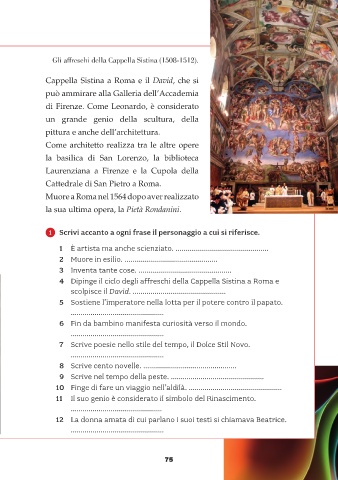 Gli affreschi della Cappella Sistina (1508-1512).
Cappella Sistina a Roma e il David, che si
può ammirare alla Galleria dell'Accademia
di Firenze. Come Leonardo, è considerato
un grande genio della scultura, della
pittura e anche dell'architettura.
Come architetto realizza tra le altre opere
la basilica di San Lorenzo, la biblioteca
Laurenziana a Firenze e la Cupola della
Cattedrale di San Pietro a Roma.
Muore a Roma nel 1564 dopo aver realizzato
la sua ultima opera, la Pietà Rondanini.
1 Scrivi accanto a ogni frase il personaggio a cui si riferisce.
1 È artista ma anche scienziato. ..............................................
2 Muore in esilio. ..............................................
3 Inventa tante cose. ..............................................
4 Dipinge il ciclo degli affreschi della Cappella Sistina a Roma e
scolpisce il David. ..............................................
5 Sostiene l'imperatore nella lotta per il potere contro il papato.
..............................................
6 Fin da bambino manifesta curiosità verso il mondo.
..............................................
7 Scrive poesie nello stile del tempo, il Dolce Stil Novo.
..............................................
8 Scrive cento novelle. ..............................................
9 Scrive nel tempo della peste. ..............................................
10 Finge di fare un viaggio nell'aldilà. ..............................................
11 Il suo genio è considerato il simbolo del Rinascimento.
..............................................
12 La donna amata di cui parlano i suoi testi si chiamava Beatrice.
..............................................
75